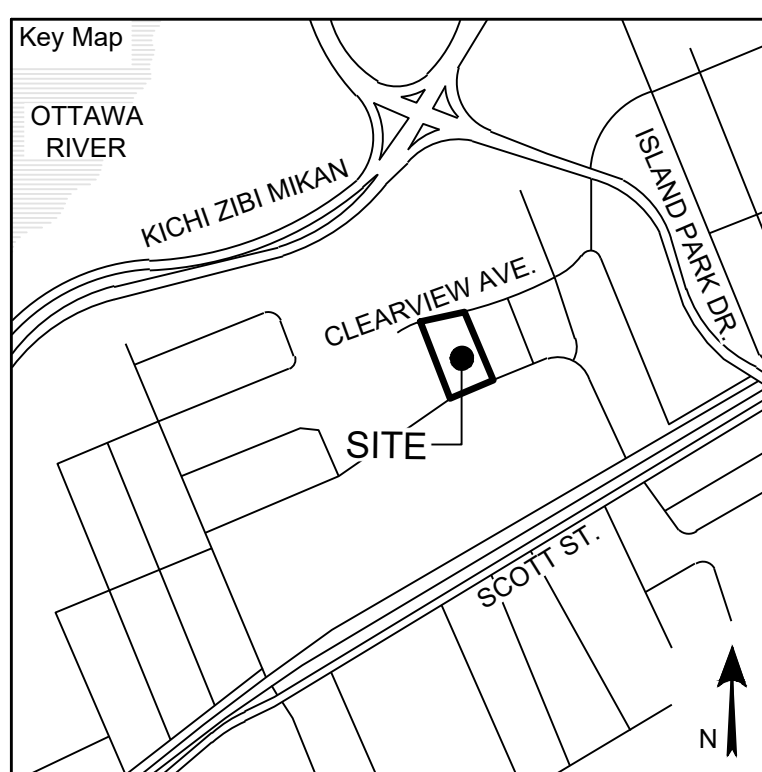 Key Map
OTTAWA
RIVER
KICHI ZIBI MIKAN
ISLAND PARK DR.
CLEARVIEW AVE.
SITE
SCOTT ST.
N